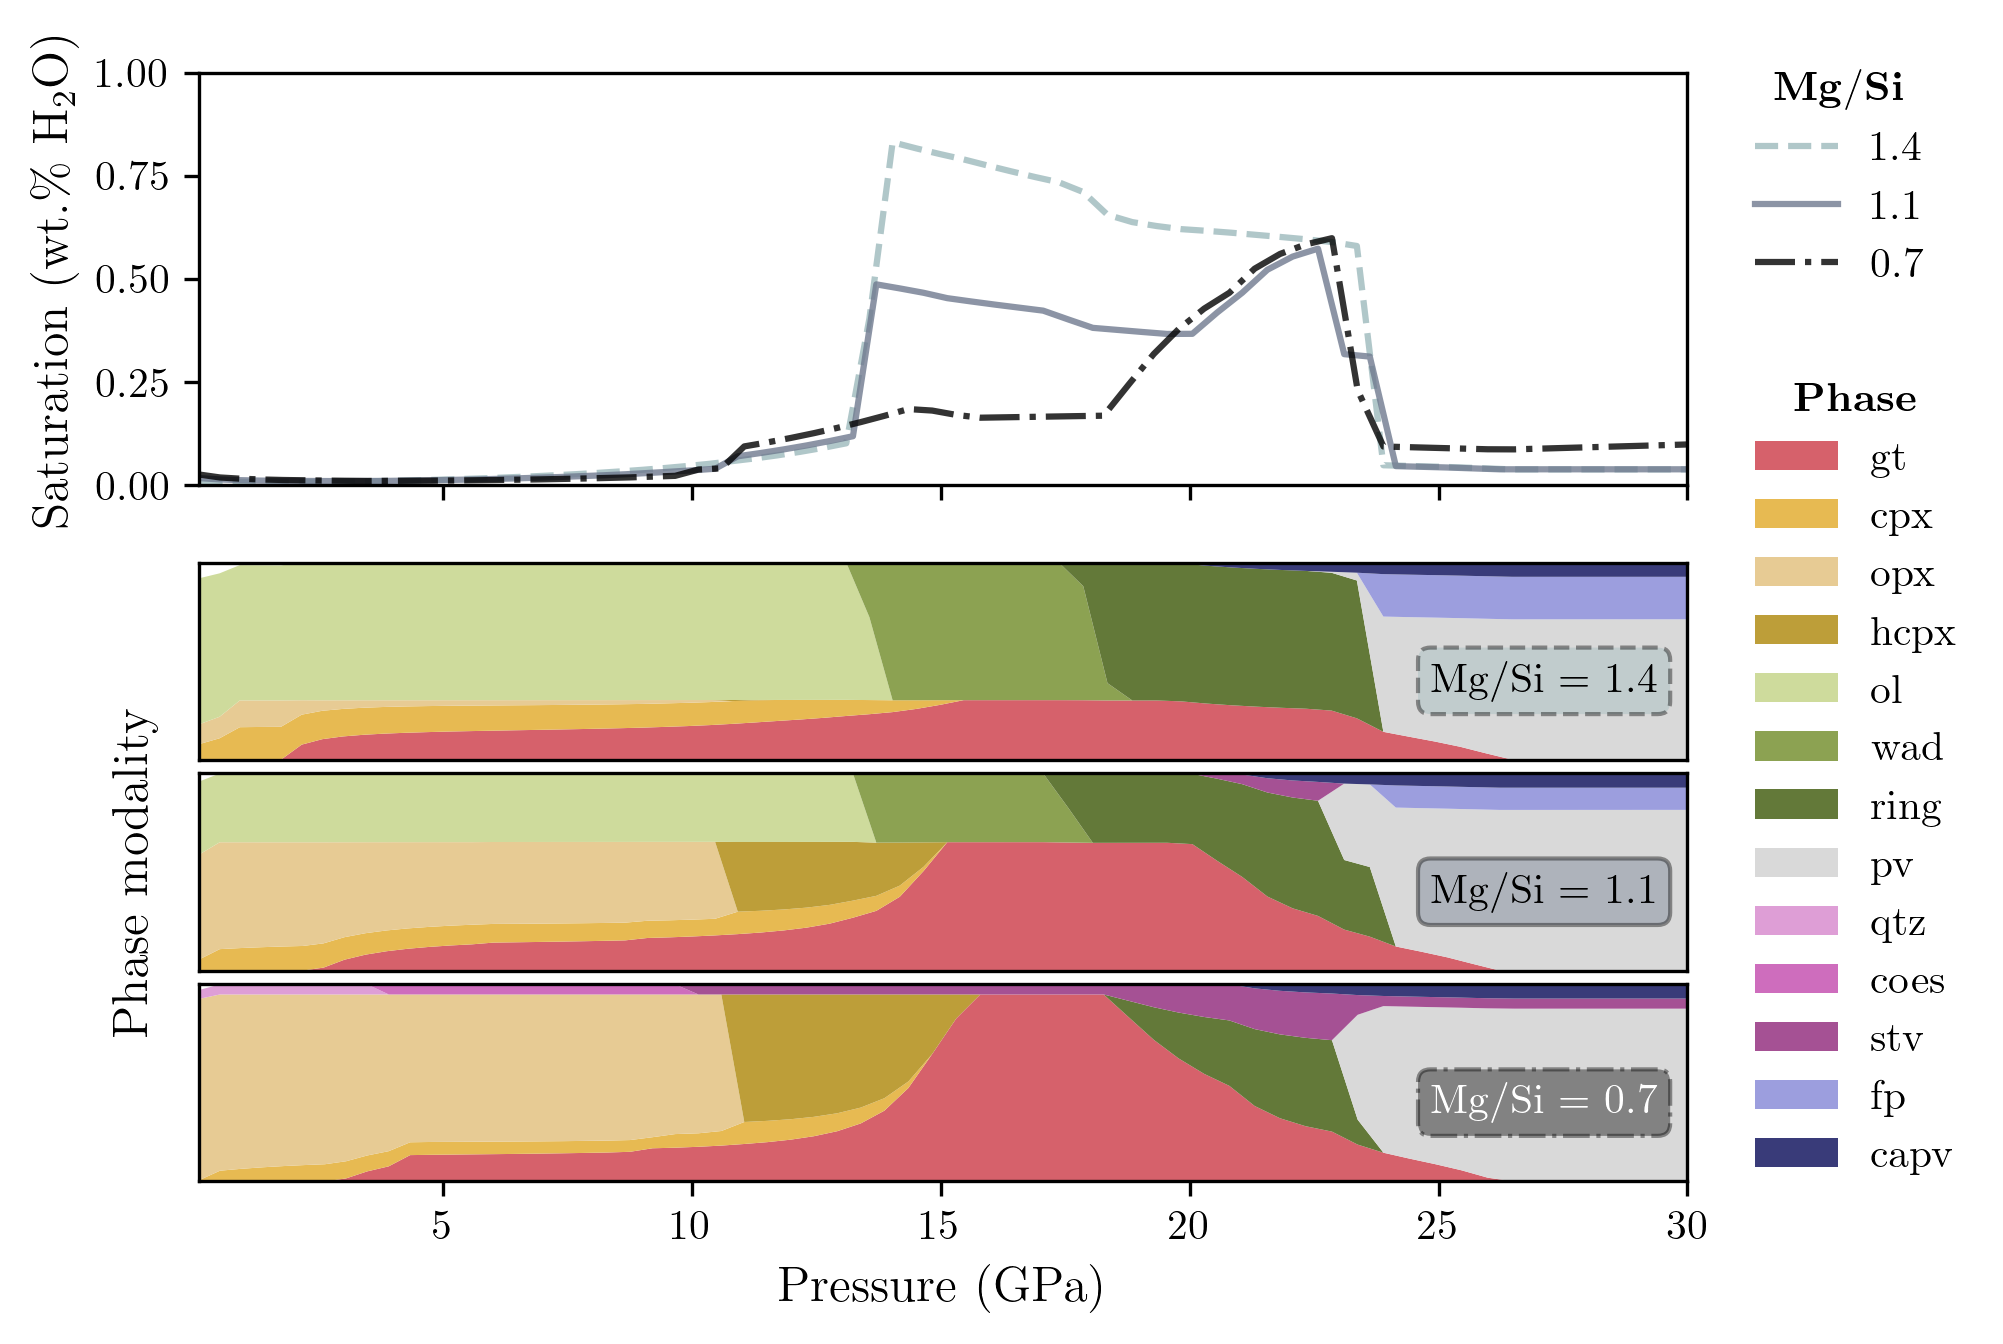 Saturation (wt.% H₂O)
1.00
0.75
0.50
0.25
0.00
Mg/Si
1.4
1.1
0.7
Phase
gt
cpx
opx
hcpx
ol
wad
ring
pv
qtz
coes
stv
fp
capv
Phase modality
Mg/Si = 1.4
Mg/Si = 1.1
Mg/Si = 0.7
5 10 15 20 25 30
Pressure (GPa)